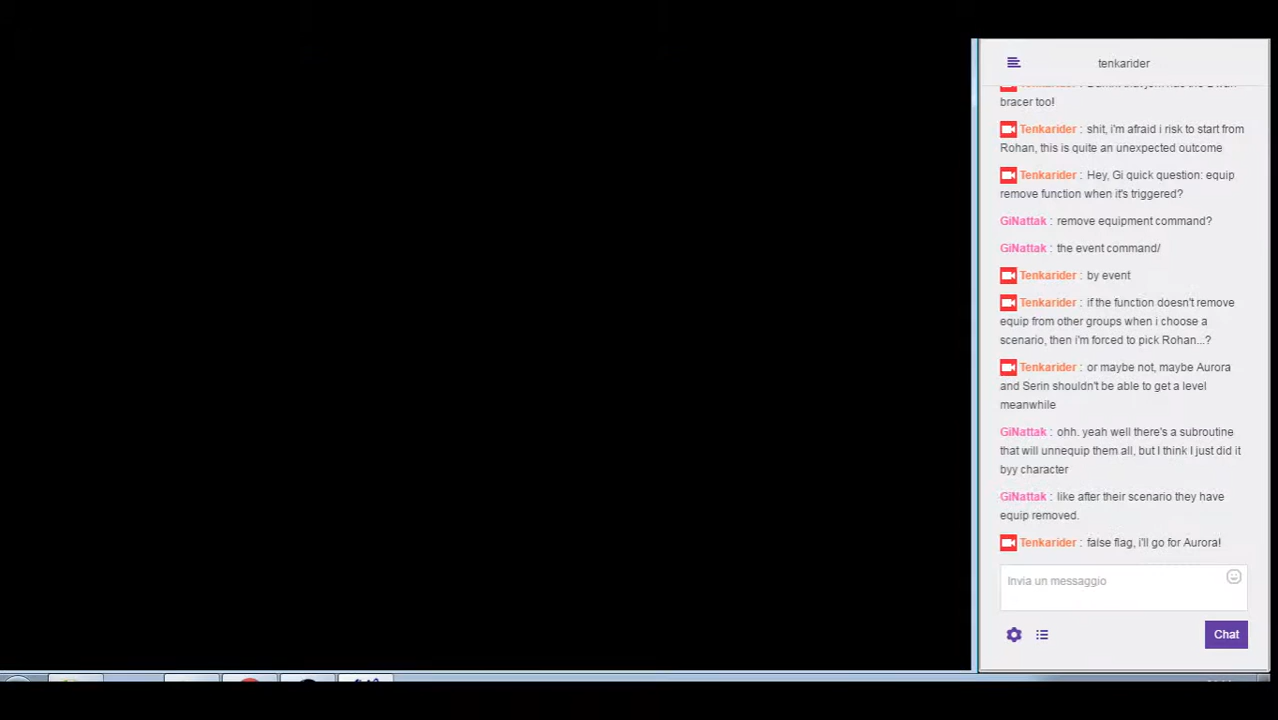 tenkarider
bracer too!
Tenkarider : shit, i'm afraid i risk to start from
Rohan, this is quite an unexpected outcome
Tenkarider : Hey, Gi quick question: equip
remove function when it's triggered?
GiNattak : remove equipment command?
GiNattak : the event command/
Tenkarider : by event
Tenkarider : if the function doesn't remove
equip from other groups when i choose a
scenario, then i'm forced to pick Rohan...?
Tenkarider : or maybe not, maybe Aurora
and Serin shouldn't be able to get a level
meanwhile
GiNattak : ohh. yeah well there's a subroutine
that will unnequip them all, but I think I just did it
byy character
GiNattak : like after their scenario they have
equip removed.
Tenkarider : false flag, i'll go for Aurora!
Invia un messaggio
Chat